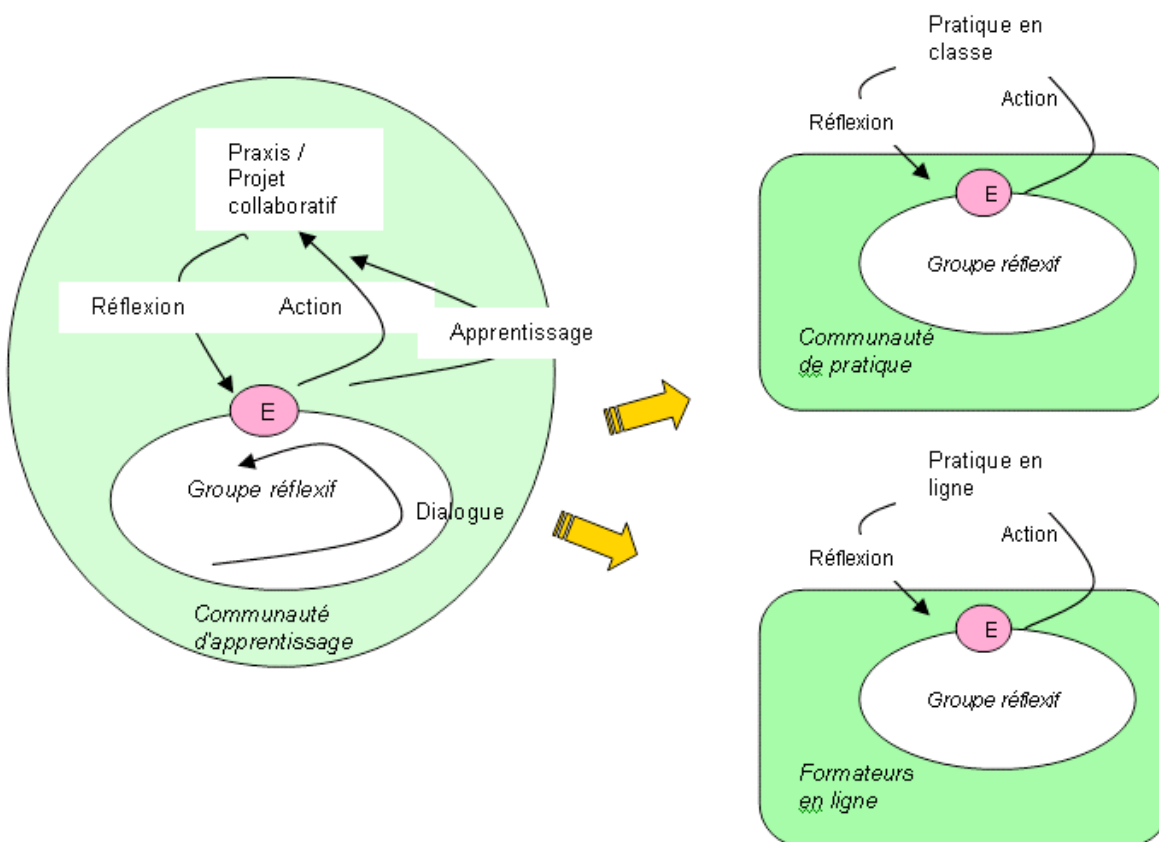 Praxis /
Projet
collaboratif
Réflexion
Action
Apprentissage
E
Groupe réflexif
Dialogue
Communauté
d'apprentissage
Pratique en
classe
Action
Réflexion
E
Groupe réflexif
Communauté
de pratique
Pratique en
ligne
Action
Réflexion
E
Groupe réflexif
Formateurs
en ligne